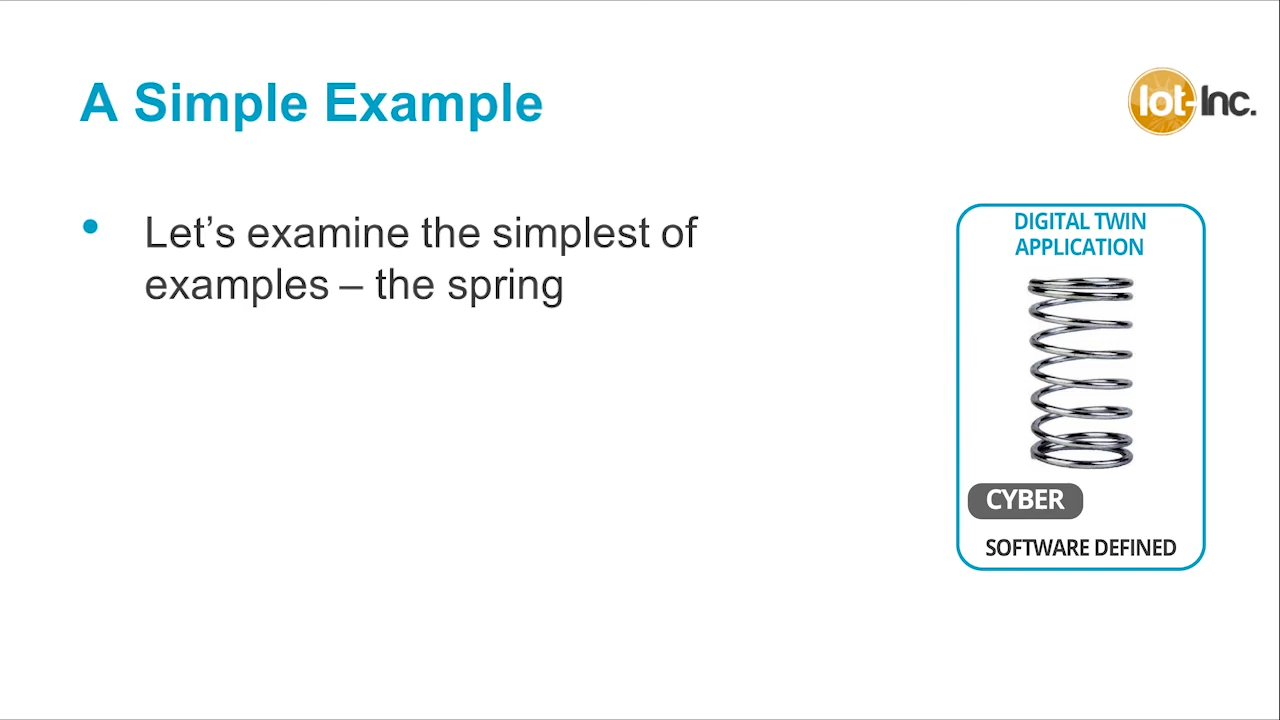 A Simple Example
Iot-Inc.
• Let’s examine the simplest of
examples – the spring
DIGITAL TWIN
APPLICATION
CYBER
SOFTWARE DEFINED